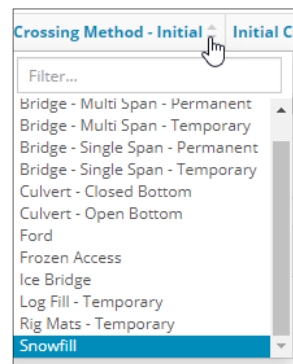 Crossing Method - Initial Initial C
Filter...
Bridge - Multi Span - Permanent
Bridge - Multi Span - Temporary
Bridge - Single Span - Permanent
Bridge - Single Span - Temporary
Culvert - Closed Bottom
Culvert - Open Bottom
Ford
Frozen Access
Ice Bridge
Log Fill - Temporary
Rig Mats - Temporary
Snowfill